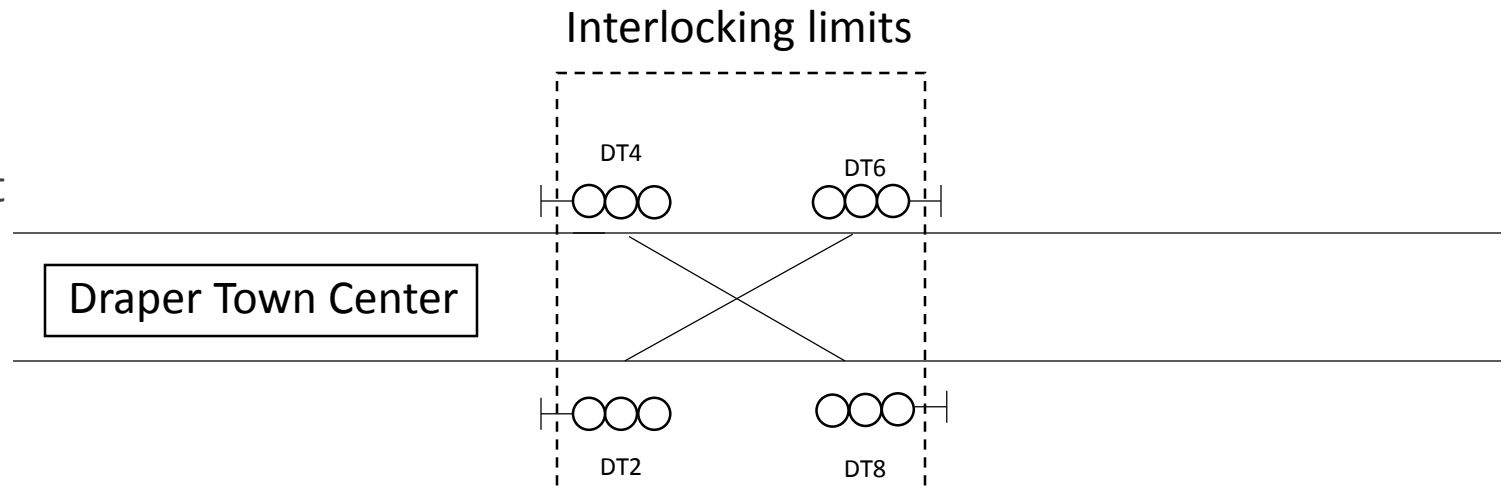 Interlocking limits
DT4
DT6
t
Draper Town Center
DT2
DT8